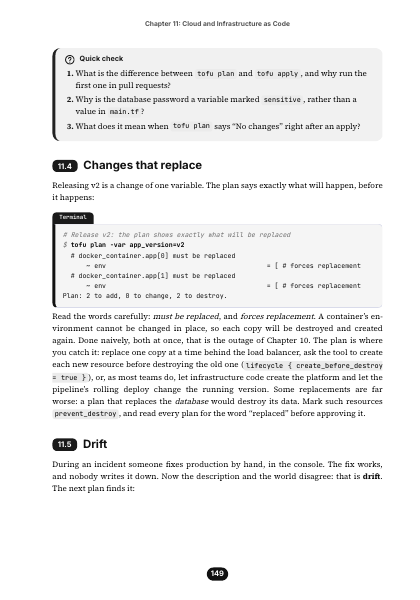 Chapter 11: Cloud and Infrastructure as Code
Quick check
1. What is the difference between tofu plan and tofu apply, and why run the
first one in pull requests?
2. Why is the database password a variable marked sensitive, rather than a
value in main.tf?
3. What does it mean when tofu plan says “No changes” right after an apply?
11.4 Changes that replace
Releasing v2 is a change of one variable. The plan says exactly what will happen, before
it happens:
Terminal
# Release v2: the plan shows exactly what will be replaced
$ tofu plan -var app_version=v2
# docker_container.app[0] must be replaced
~ env = [ # forces replacement
# docker_container.app[1] must be replaced
~ env = [ # forces replacement
Plan: 2 to add, 0 to change, 2 to destroy.
Read the words carefully: must be replaced, and forces replacement. A container’s en-
vironment cannot be changed in place, so each copy will be destroyed and created
again. Done naively, both at once, that is the outage of Chapter 10. The plan is where
you catch it: replace one copy at a time behind the load balancer, ask the tool to create
each new resource before destroying the old one (lifecycle { create_before_destroy
= true }), or, as most teams do, let infrastructure code create the platform and let the
pipeline’s rolling deploy change the running version. Some replacements are far
worse: a plan that replaces the database would destroy its data. Mark such resources
prevent_destroy, and read every plan for the word “replaced” before approving it.
11.5 Drift
During an incident someone fixes production by hand, in the console. The fix works,
and nobody writes it down. Now the description and the world disagree: that is drift.
The next plan finds it:
149